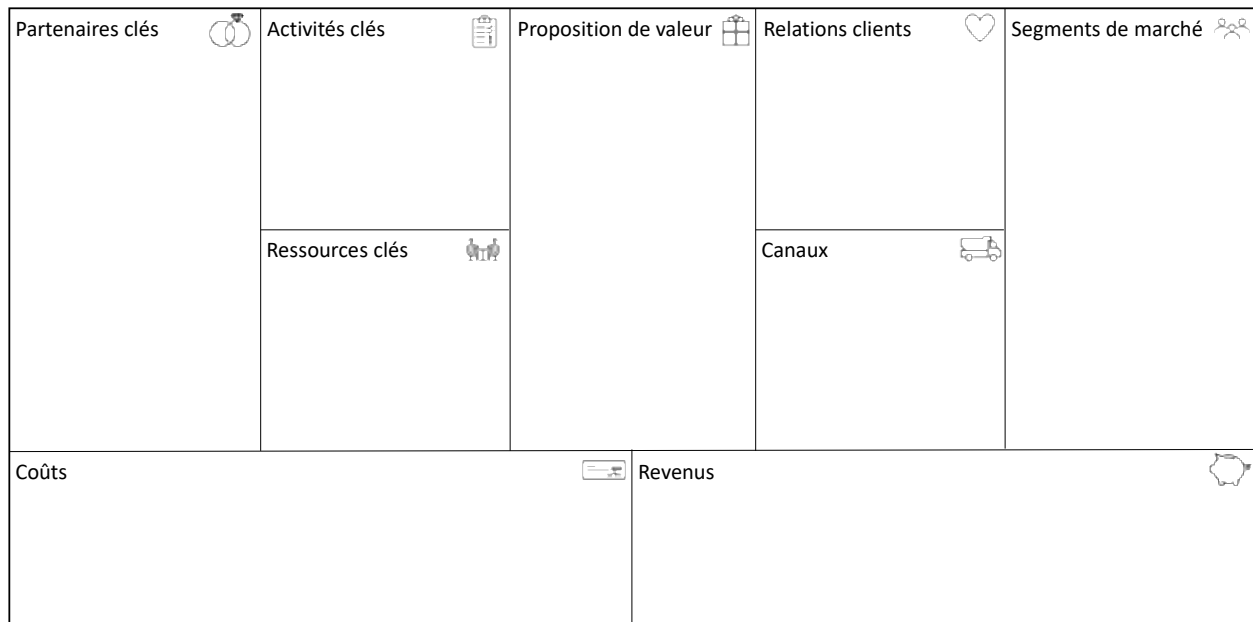 Partenaires clés
Activités clés
Proposition de valeur
Relations clients
Segments de marché
Ressources clés
Canaux
Coûts
Revenus